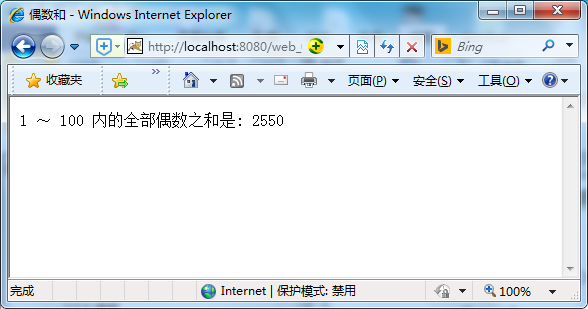 偶数和 - Windows Internet Explorer
http://localhost:8080/web_
Bing
收藏夹
页面(P)
安全(S)
工具(O)
1 ～ 100 内的全部偶数之和是: 2550
完成
Internet | 保护模式: 禁用
100%